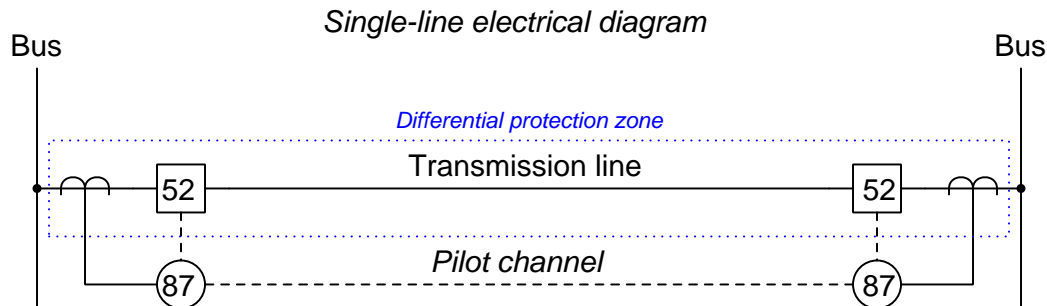 Single-line electrical diagram
Bus
Bus
Differential protection zone
Transmission line
52
52
Pilot channel
87
87